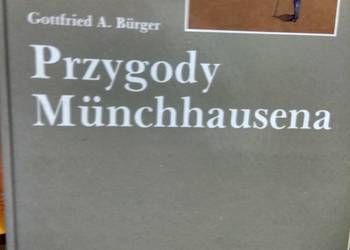 Gottfried A. Bürger
Przygody
Münchhausena